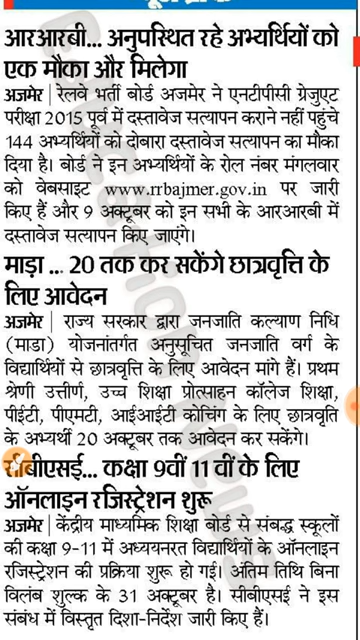 आरआरबी... अनुपस्थित रहे अभ्यर्थियों को
एक मौका और मिलेगा
अजमेर | रेलवे भर्ती बोर्ड अजमेर ने एनटीपीसी ग्रेजुएट
परीक्षा 2015 पूर्व में दस्तावेज सत्यापन कराने नहीं पहुंचे
144 अभ्यर्थियों को दोबारा दस्तावेज सत्यापन का मौका
दिया है। बोर्ड ने इन अभ्यर्थियों के रोल नंबर मंगलवार
को वेबसाइट www.rrbajmer.gov.in पर जारी
किए हैं और 9 अक्टूबर को इन सभी के आरआरबी में
दस्तावेज सत्यापन किए जाएंगे।
माड़ा ... 20 तक कर सकेंगे छात्रवृत्ति के
लिए आवेदन
अजमेर | राज्य सरकार द्वारा जनजाति कल्याण निधि
(माडा) योजनांतर्गत अनुसूचित जनजाति वर्ग के
विद्यार्थियों से छात्रवृत्ति के लिए आवेदन मांगे हैं। प्रथम
श्रेणी उत्तीर्ण, उच्च शिक्षा प्रोत्साहन कॉलेज शिक्षा,
पीईटी, पीएमटी, आईआईटी कोचिंग के लिए छात्रवृति
के अभ्यर्थी 20 अक्टूबर तक आवेदन कर सकेंगे।
सीबीएसई... कक्षा 9वीं 11 वीं के लिए
ऑनलाइन रजिस्ट्रेशन शुरू
अजमेर | केंद्रीय माध्यमिक शिक्षा बोर्ड से संबद्ध स्कूलों
की कक्षा 9-11 में अध्ययनरत विद्यार्थियों के ऑनलाइन
रजिस्ट्रेशन की प्रक्रिया शुरू हो गई। अंतिम तिथि बिना
विलंब शुल्क के 31 अक्टूबर है। सीबीएसई ने इस
संबंध में विस्तृत दिशा-निर्देश जारी किए हैं।